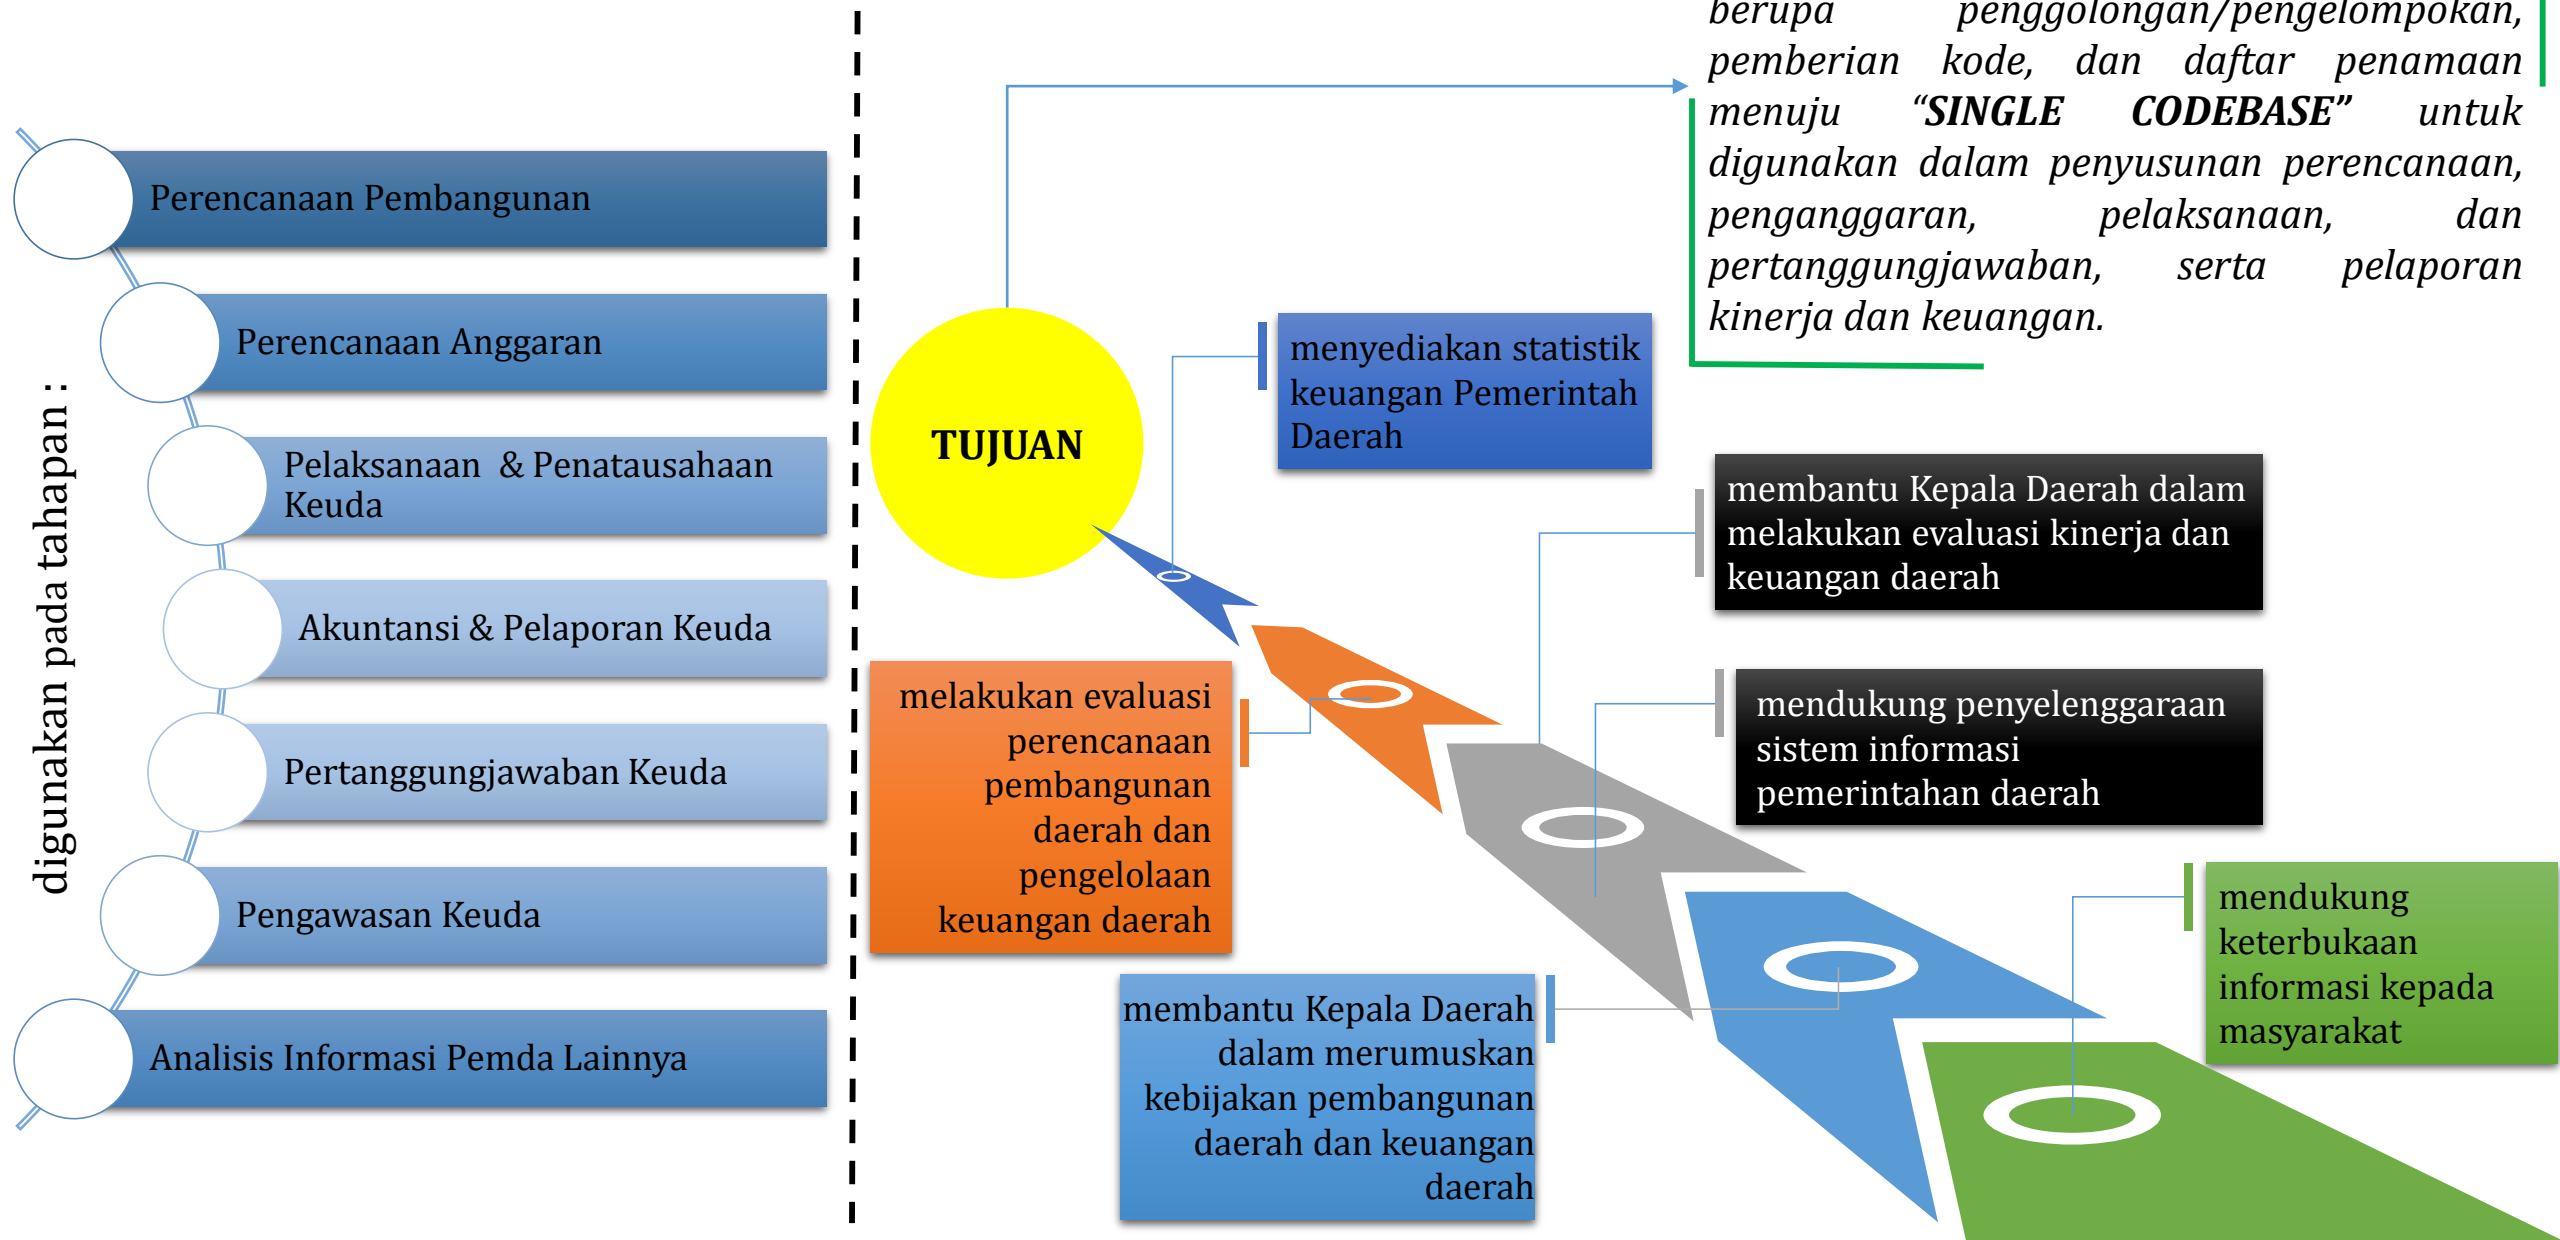 digunakan pada tahapan :
Perencanaan Pembangunan
Perencanaan Anggaran
Pelaksanaan & Penatausahaan
Keuda
Akuntansi & Pelaporan Keuda
Pertanggungjawaban Keuda
Pengawasan Keuda
Analisis Informasi Pemda Lainnya
berupa penggolongan/pengelompokan,
pemberian kode, dan daftar penamaan
menuju “SINGLE CODEBASE” untuk
digunakan dalam penyusunan perencanaan,
penganggaran, pelaksanaan, dan
pertanggungjawaban, serta pelaporan
kinerja dan keuangan.
TUJUAN
menyediakan statistik
keuangan Pemerintah
Daerah
melakukan evaluasi
perencanaan
pembangunan
daerah dan
pengelolaan
keuangan daerah
membantu Kepala Daerah dalam
melakukan evaluasi kinerja dan
keuangan daerah
mendukung penyelenggaraan
sistem informasi
pemerintahan daerah
membantu Kepala Daerah
dalam merumuskan
kebijakan pembangunan
daerah dan keuangan
daerah
mendukung
keterbukaan
informasi kepada
masyarakat